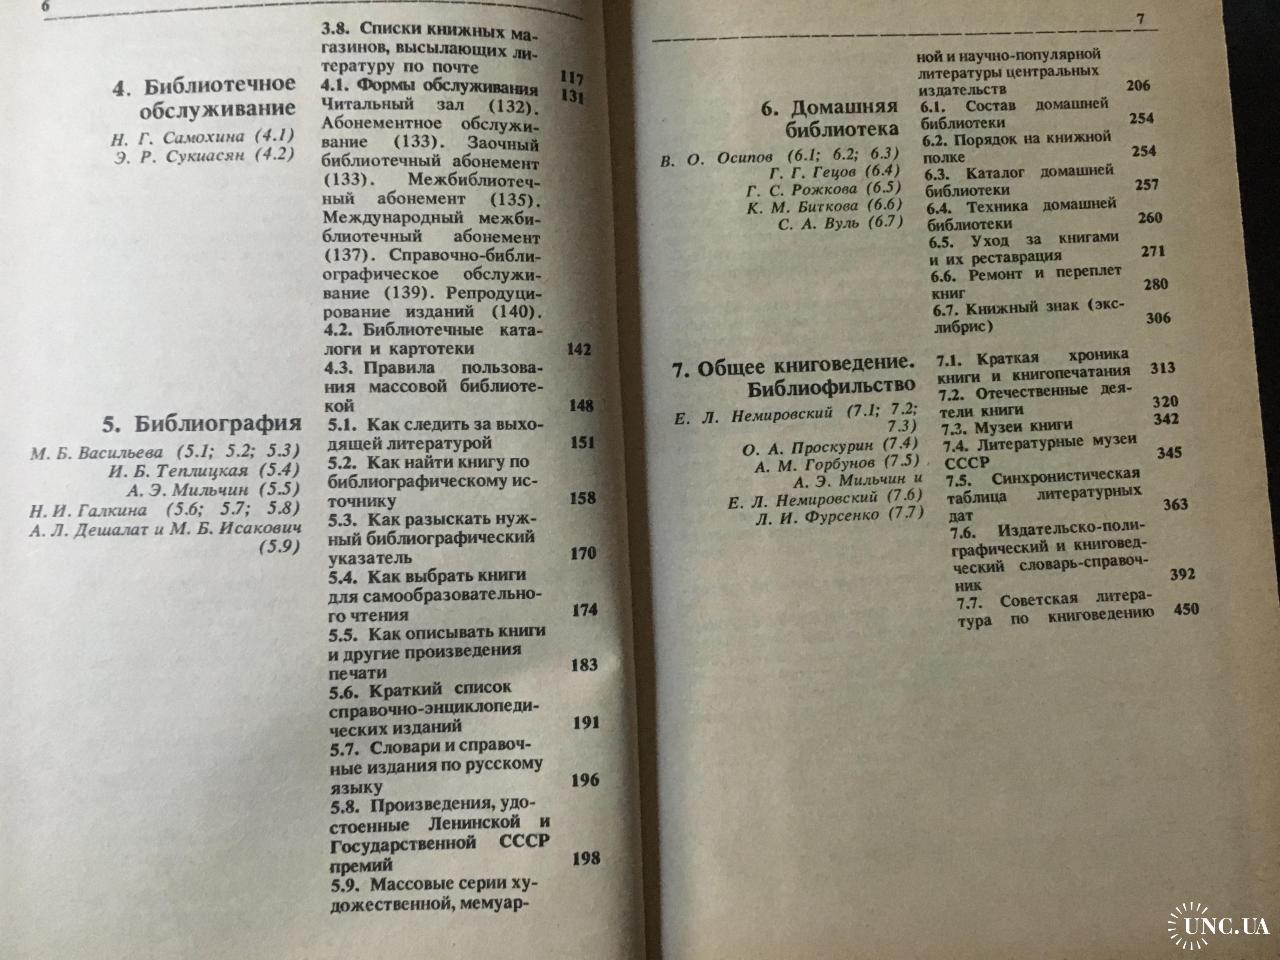 6
3.8. Списки книжных ма-
газинов, высылающих ли-
тературу по почте 117
4. Библиотечное
обслуживание
Н. Г. Самохина (4.1)
Э. Р. Сукиасян (4.2)
4.1. Формы обслуживания 131
Читальный зал (132).
Абонементное обслужи-
вание (133). Заочный
библиотечный абонемент
(133). Межбиблиотеч-
ный абонемент (135).
Международный межби-
блиотечный абонемент
(137). Справочно-библи-
ографическое обслужи-
вание (139). Репродуци-
рование изданий (140).
4.2. Библиотечные ката-
логи и картотеки 142
4.3. Правила пользова-
ния массовой библиоте-
кой 148
5. Библиография
М. Б. Васильева (5.1; 5.2; 5.3)
И. Б. Теплицкая (5.4)
А. Э. Мильчин (5.5)
Н. И. Галкина (5.6; 5.7; 5.8)
А. Л. Дешалат и М. Б. Исакович
(5.9)
5.1. Как следить за выхо-
дящей литературой 151
5.2. Как найти книгу по
библиографическому ис-
точнику 158
5.3. Как разыскать нуж-
ный библиографический
указатель 170
5.4. Как выбрать книги
для самообразовательно-
го чтения 174
5.5. Как описывать книги
и другие произведения
печати 183
5.6. Краткий список
справочно-энциклопеди-
ческих изданий 191
5.7. Словари и справоч-
ные издания по русскому
языку 196
5.8. Произведения, удо-
стоенные Ленинской и
Государственной СССР
премий 198
5.9. Массовые серии ху-
дожественной, мемуар-
7
ной и научно-популярной
литературы центральных
издательств 206
6. Домашняя
библиотека
В. О. Осипов (6.1; 6.2; 6.3)
Г. Г. Гецов (6.4)
Г. С. Рожкова (6.5)
К. М. Биткова (6.6)
С. А. Вуль (6.7)
6.1. Состав домашней
библиотеки 254
6.2. Порядок на книжной
полке 254
6.3. Каталог домашней
библиотеки 257
6.4. Техника домашней
библиотеки 260
6.5. Уход за книгами
и их реставрация 271
6.6. Ремонт и переплет
книг 280
6.7. Книжный знак (экс-
либрис) 306
7. Общее книговедение.
Библиофильство
Е. Л. Немировский (7.1; 7.2;
7.3)
О. А. Проскурин (7.4)
А. М. Горбунов (7.5)
А. Э. Мильчин и
Е. Л. Немировский (7.6)
Л. И. Фурсенко (7.7)
7.1. Краткая хроника
книги и книгопечатания 313
7.2. Отечественные дея-
тели книги 320
7.3. Музеи книги 342
7.4. Литературные музеи
СССР 345
7.5. Синхронистическая
таблица литературных
дат 363
7.6. Издательско-поли-
графический и книговед-
ческий словарь-справоч-
ник 392
7.7. Советская литера-
тура по книговедению 450
UNC.UA